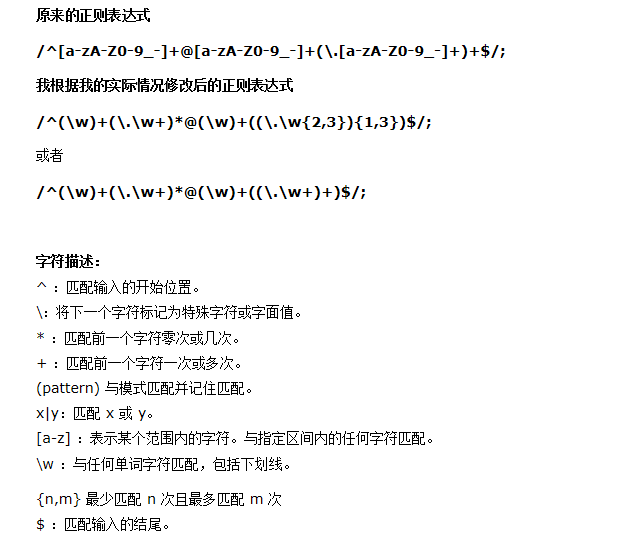 原来的正则表达式
/^[a-zA-Z0-9_-]+@[a-zA-Z0-9_-]+(\.[a-zA-Z0-9_-]+)+$/;
我根据我的实际情况修改后的正则表达式
/^(\w)+(\.\w+)*@(\w)+((\.\w{2,3}){1,3})$/;
或者
/^(\w)+(\.\w+)*@(\w)+((\.\w+)+)$/;
字符描述：
^ ：匹配输入的开始位置。
\：将下一个字符标记为特殊字符或字面值。
* ：匹配前一个字符零次或几次。
+ ：匹配前一个字符一次或多次。
(pattern) 与模式匹配并记住匹配。
x|y：匹配 x 或 y。
[a-z] ：表示某个范围内的字符。与指定区间内的任何字符匹配。
\w ：与任何单词字符匹配，包括下划线。
{n,m} 最少匹配 n 次且最多匹配 m 次
$ ：匹配输入的结尾。